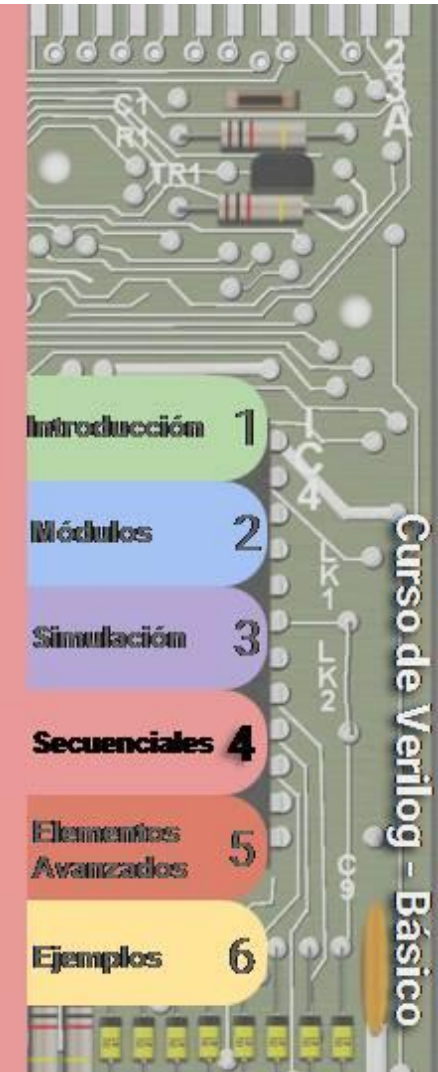 23A
C1
R1
TR1
Introducción 1
IC4
Módulos 2
LK1
Simulación 3
LK2
Secuenciales 4
Elementos
Avanzados 5
C9
Ejemplos 6
Curso de Verilog - Básico